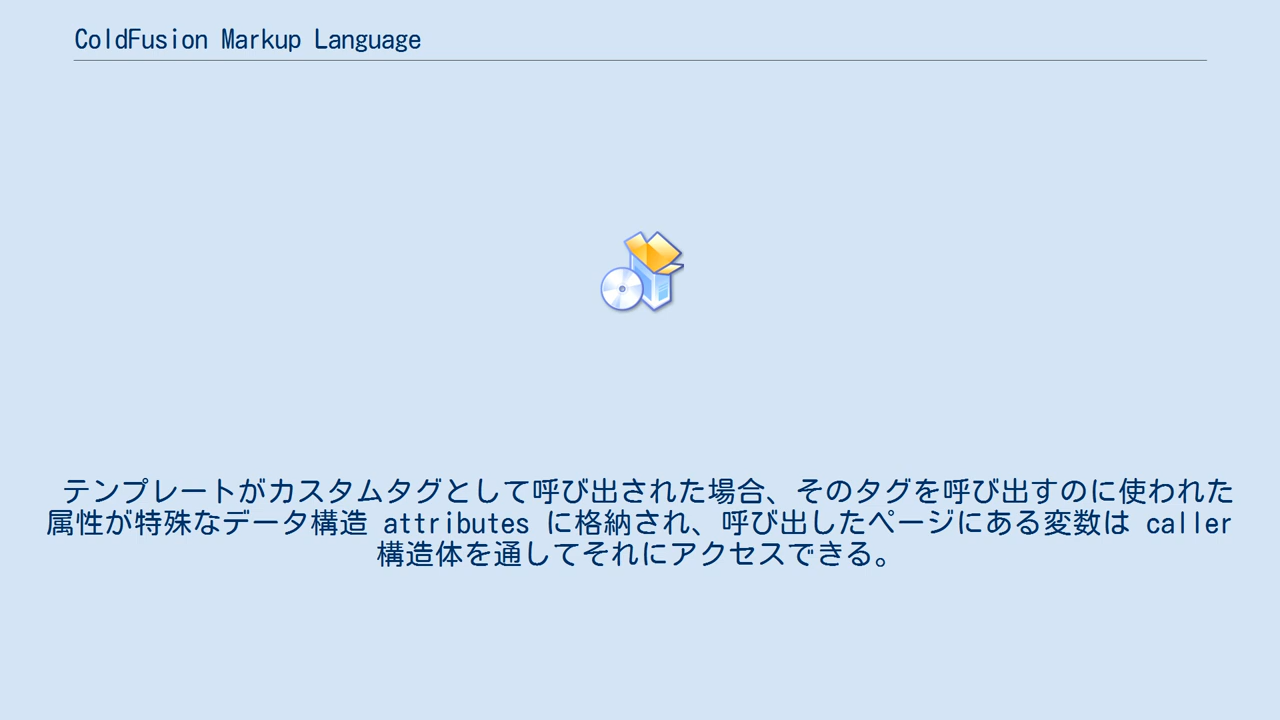 ColdFusion Markup Language
テンプレートがカスタムタグとして呼び出された場合、そのタグを呼び出すのに使われた
属性が特殊なデータ構造 attributes に格納され、呼び出したページにある変数は caller
構造体を通してそれにアクセスできる。